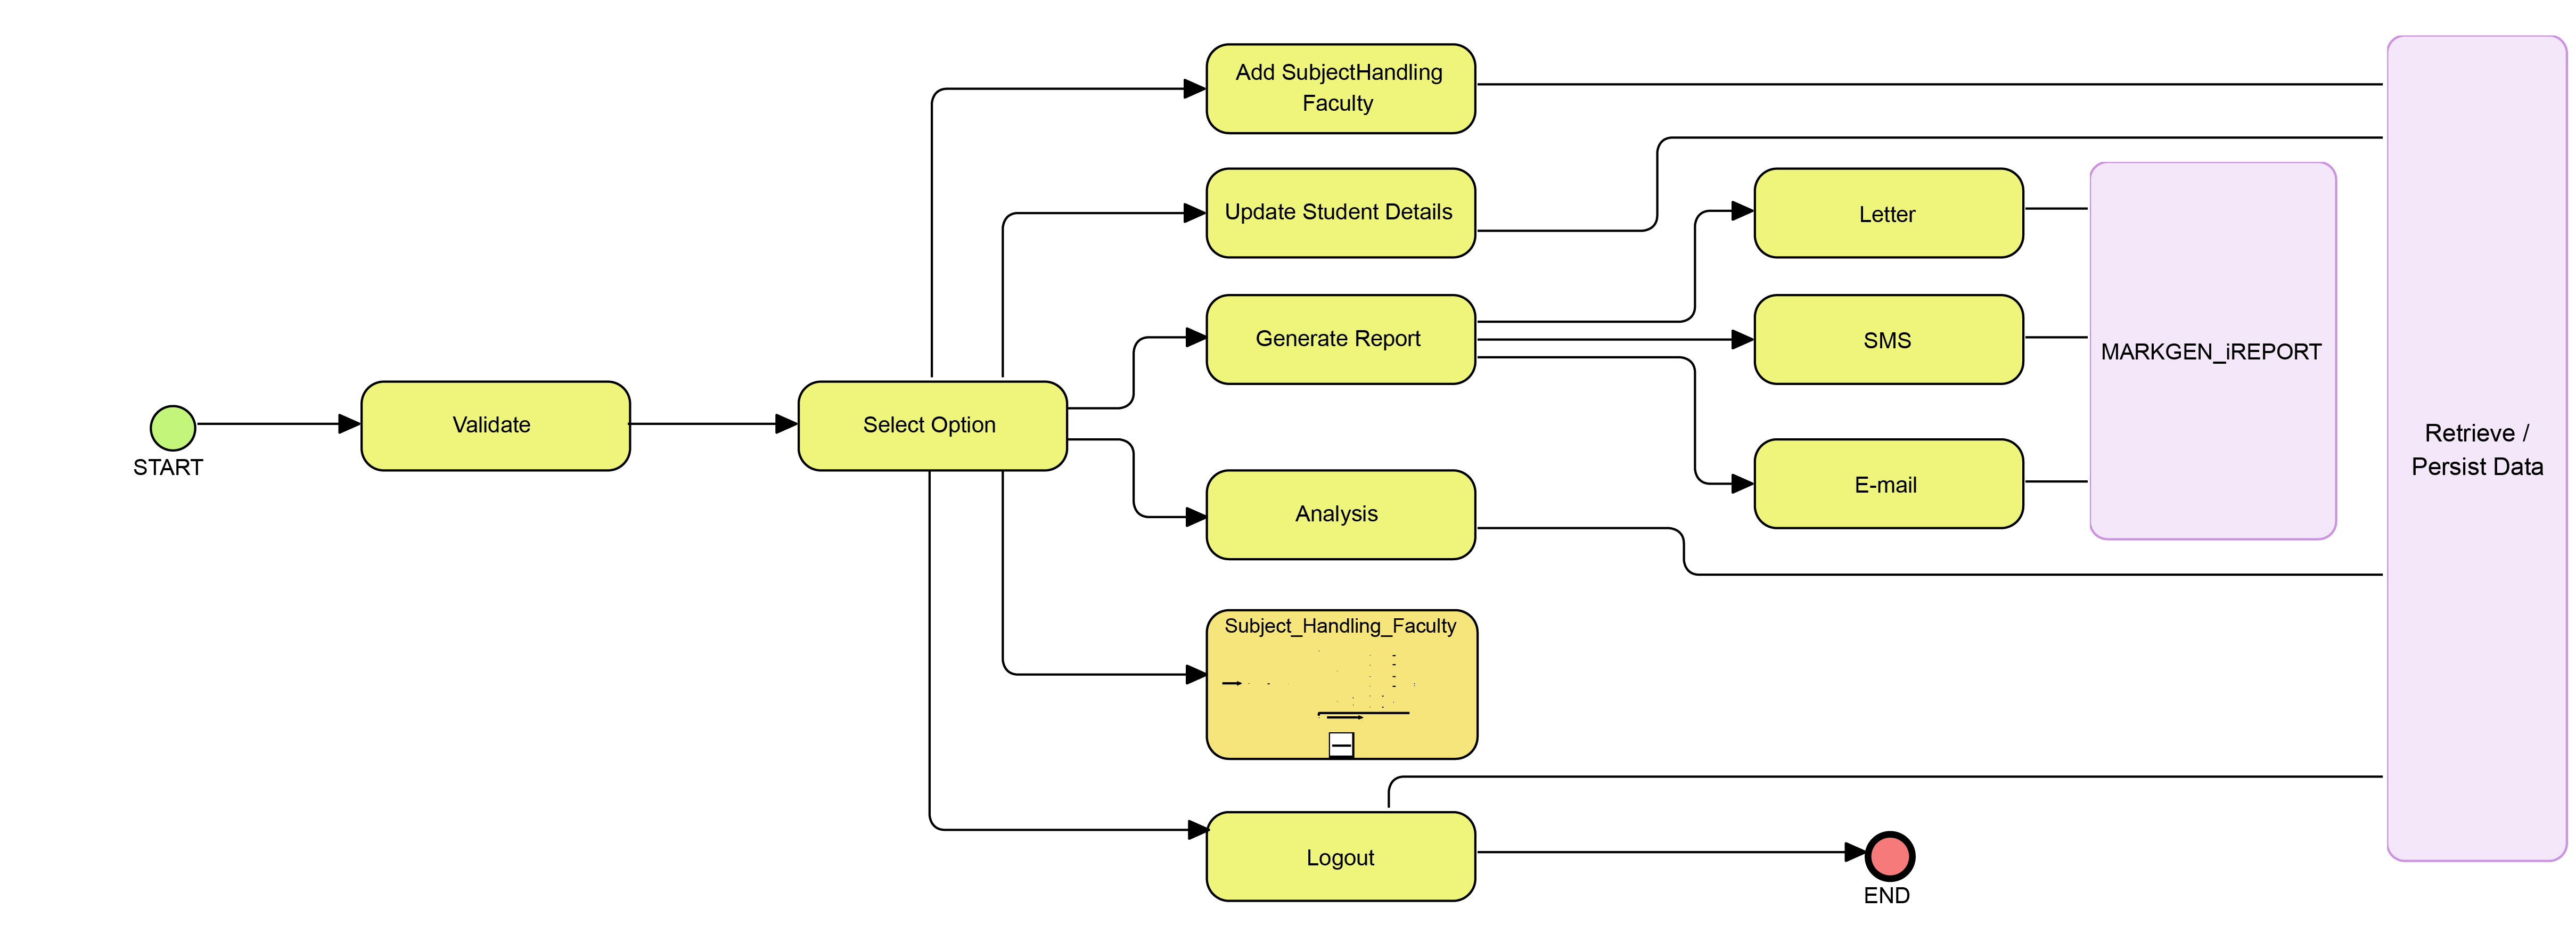 START
Validate
Select Option
Add SubjectHandling
Faculty
Update Student Details
Generate Report
Analysis
Subject_Handling_Faculty
Logout
Letter
SMS
E-mail
END
MARKGEN_iREPORT
Retrieve /
Persist Data